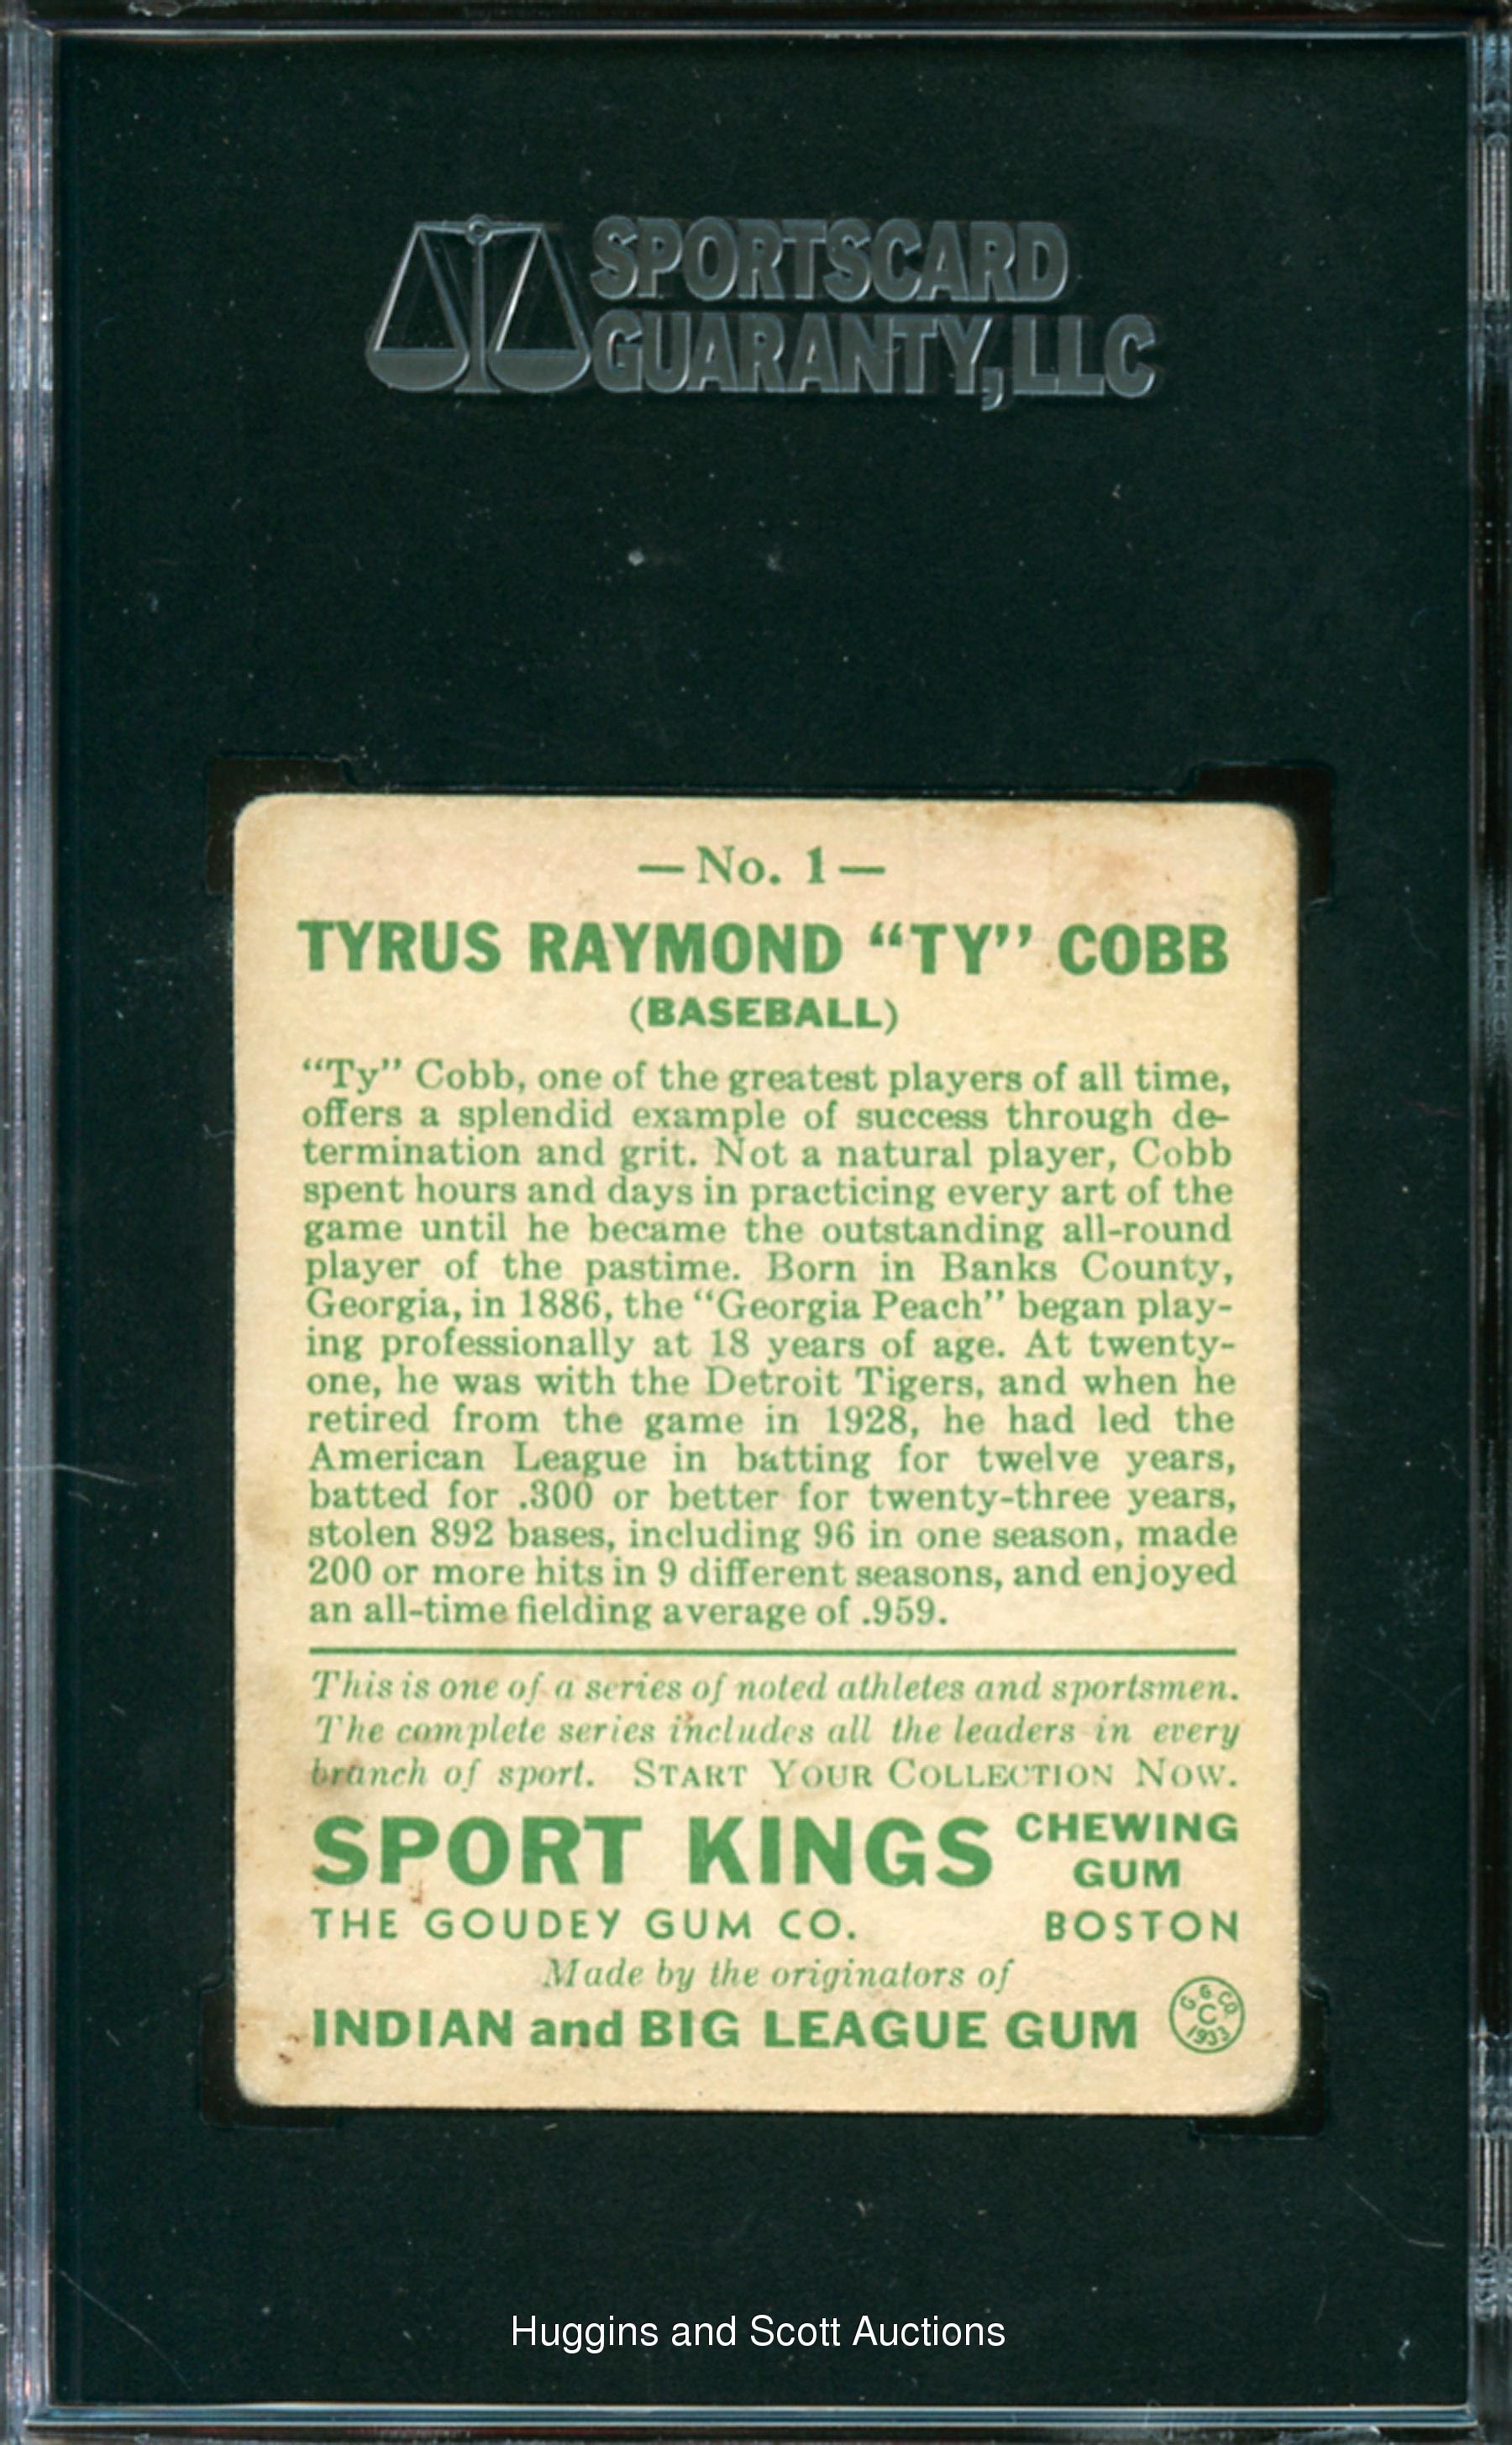 SPORTSCARD
GUARANTY, LLC
—No. 1—
TYRUS RAYMOND “TY” COBB
(BASEBALL)
“Ty” Cobb, one of the greatest players of all time,
offers a splendid example of success through de-
termination and grit. Not a natural player, Cobb
spent hours and days in practicing every art of the
game until he became the outstanding all-round
player of the pastime. Born in Banks County,
Georgia, in 1886, the “Georgia Peach” began play-
ing professionally at 18 years of age. At twenty-
one, he was with the Detroit Tigers, and when he
retired from the game in 1928, he had led the
American League in batting for twelve years,
batted for .300 or better for twenty-three years,
stolen 892 bases, including 96 in one season, made
200 or more hits in 9 different seasons, and enjoyed
an all-time fielding average of .959.
This is one of a series of noted athletes and sportsmen.
The complete series includes all the leaders in every
branch of sport. START YOUR COLLECTION NOW.
SPORT KINGS CHEWING GUM
THE GOUDEY GUM CO. BOSTON
Made by the originators of
INDIAN and BIG LEAGUE GUM
G. G. CO
C
1933
Huggins and Scott Auctions